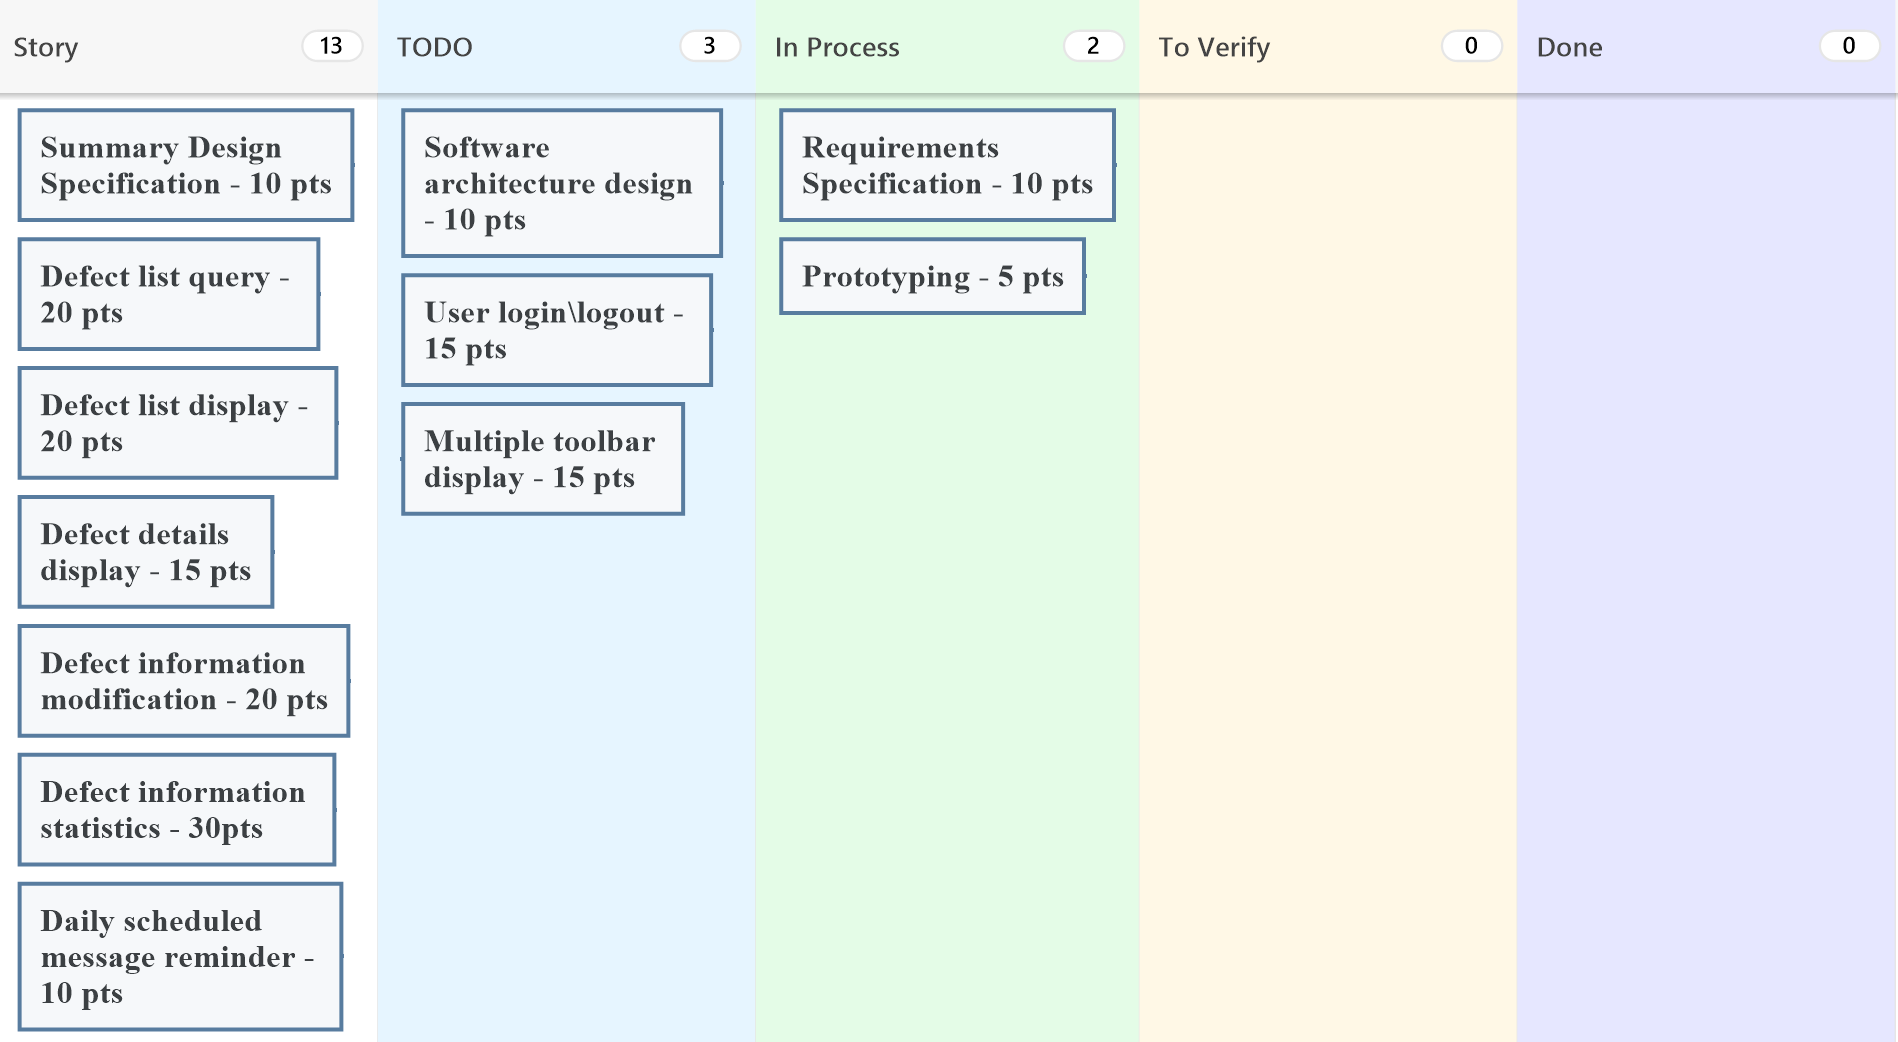 Story 13
TODO 3
In Process 2
To Verify 0
Done 0
Summary Design
Specification - 10 pts
Defect list query -
20 pts
Defect list display -
20 pts
Defect details
display - 15 pts
Defect information
modification - 20 pts
Defect information
statistics - 30pts
Daily scheduled
message reminder -
10 pts
Software
architecture design
- 10 pts
User login\logout -
15 pts
Multiple toolbar
display - 15 pts
Requirements
Specification - 10 pts
Prototyping - 5 pts